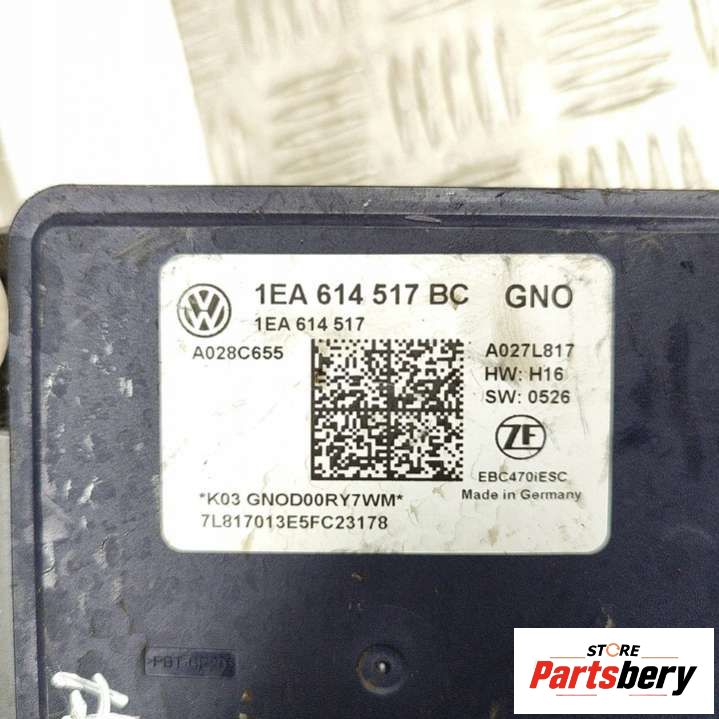 1EA 614 517 BC GNO
1EA 614 517
A028C655
A027L817
HW: H16
SW: 0526
ZF
EBC470iESC
Made in Germany
*K03 GNOD00RY7WM*
7L817013E5FC23178
STORE
Partsbery